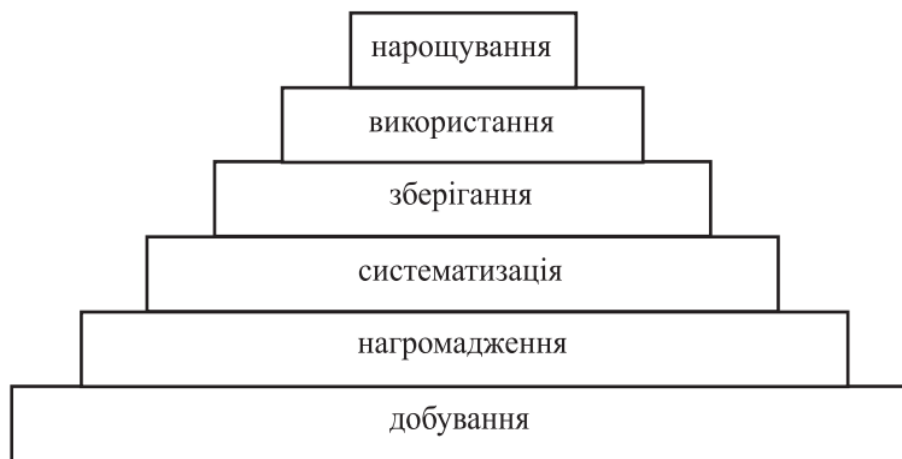 нарощування
використання
зберігання
систематизація
нагромадження
добування